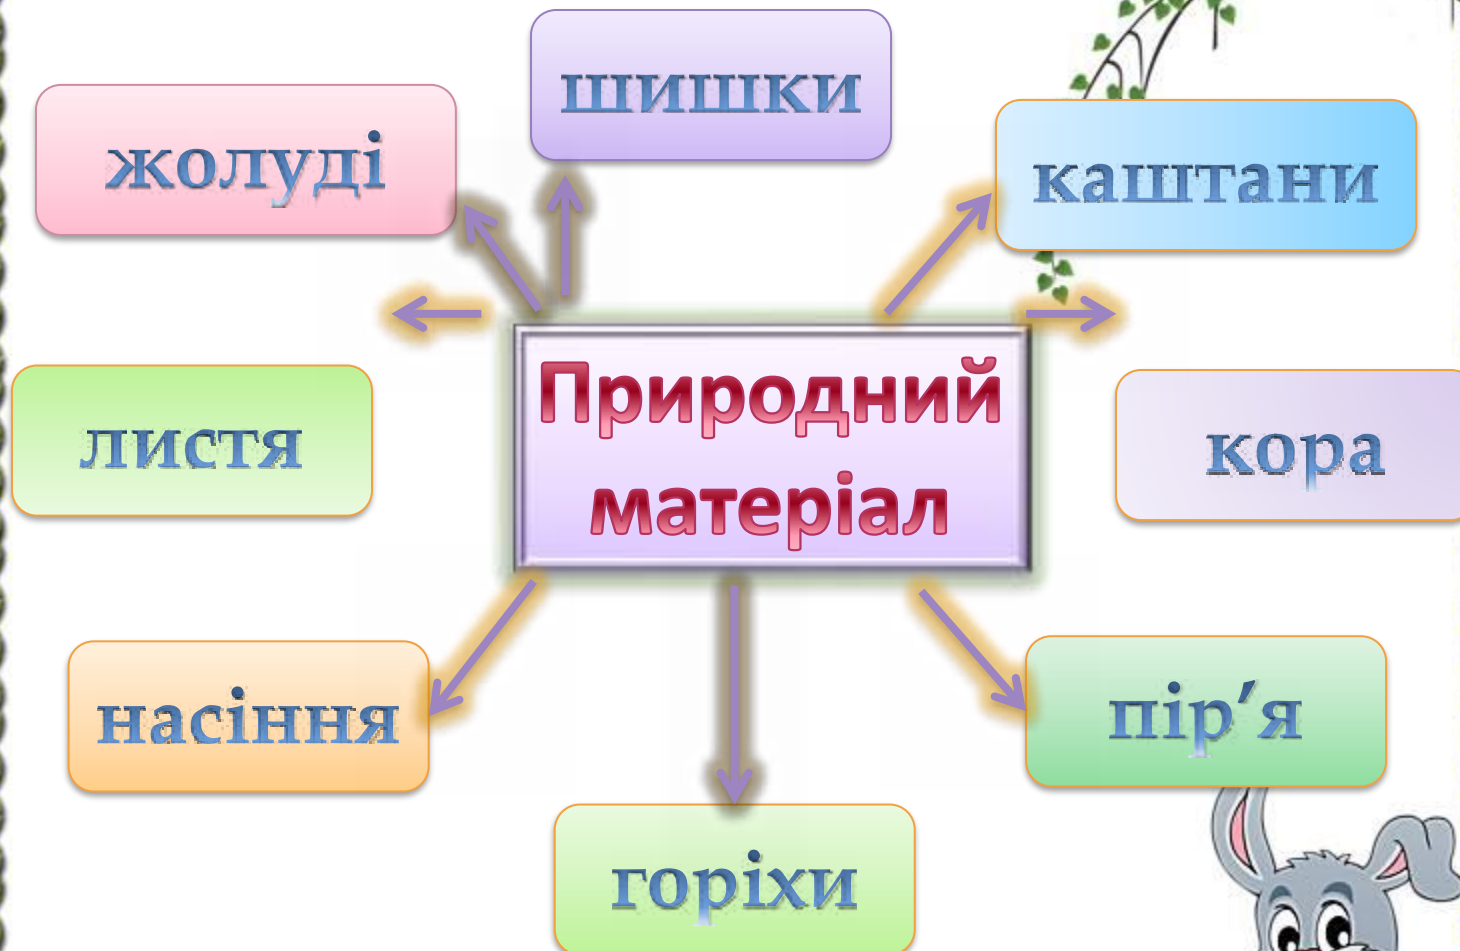 шишки
жолуді
каштани
Природний
матеріал
листя
кора
насіння
пір′я
горіхи